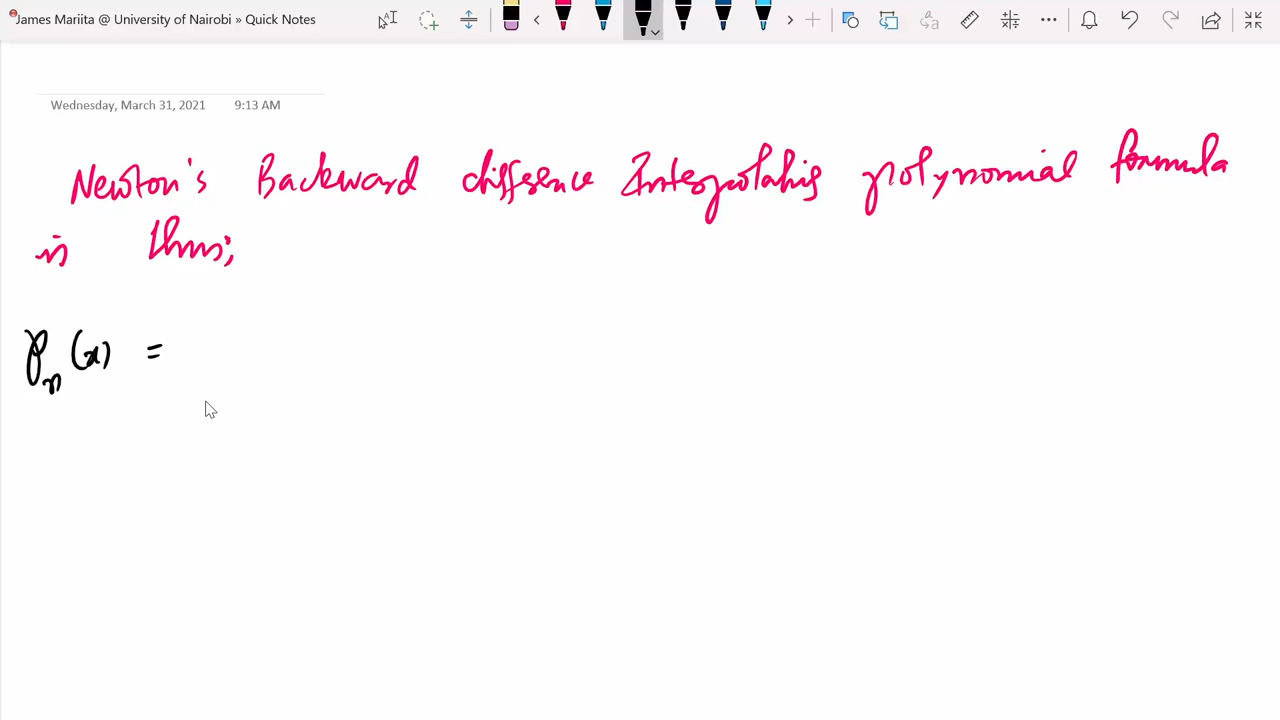 James Mariita @ University of Nairobi » Quick Notes
Wednesday, March 31, 2021 9:13 AM
Newton's Backward difference Interpolating polynomial formula
is thus;
Pₙ(x) =